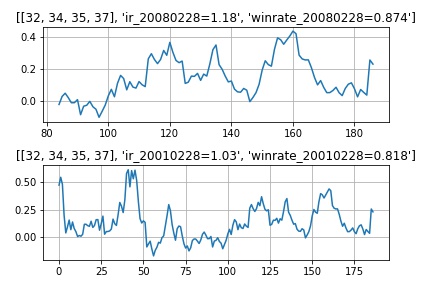 [[32, 34, 35, 37], 'ir_20080228=1.18', 'winrate_20080228=0.874']
0.4
0.2
0.0
80 100 120 140 160 180
[[32, 34, 35, 37], 'ir_20010228=1.03', 'winrate_20010228=0.818']
0.50
0.25
0.00
0 25 50 75 100 125 150 175